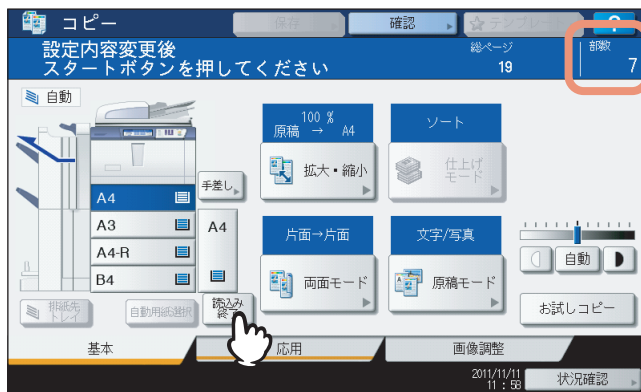 コピー
保存
確認
テンプレート
?
設定内容変更後
スタートボタンを押してください
総ページ
19
部数
7
自動
100 %
原稿 → A4
ソート
拡大・縮小
仕上げ
モード
手差し
A4
A3
A4-R
B4
A4
片面→片面
文字/写真
両面モード
原稿モード
自動
排紙先
トレイ
自動用紙選択
読込み
終了
お試しコピー
基本
応用
画像調整
2011/11/11
11:58
状況確認